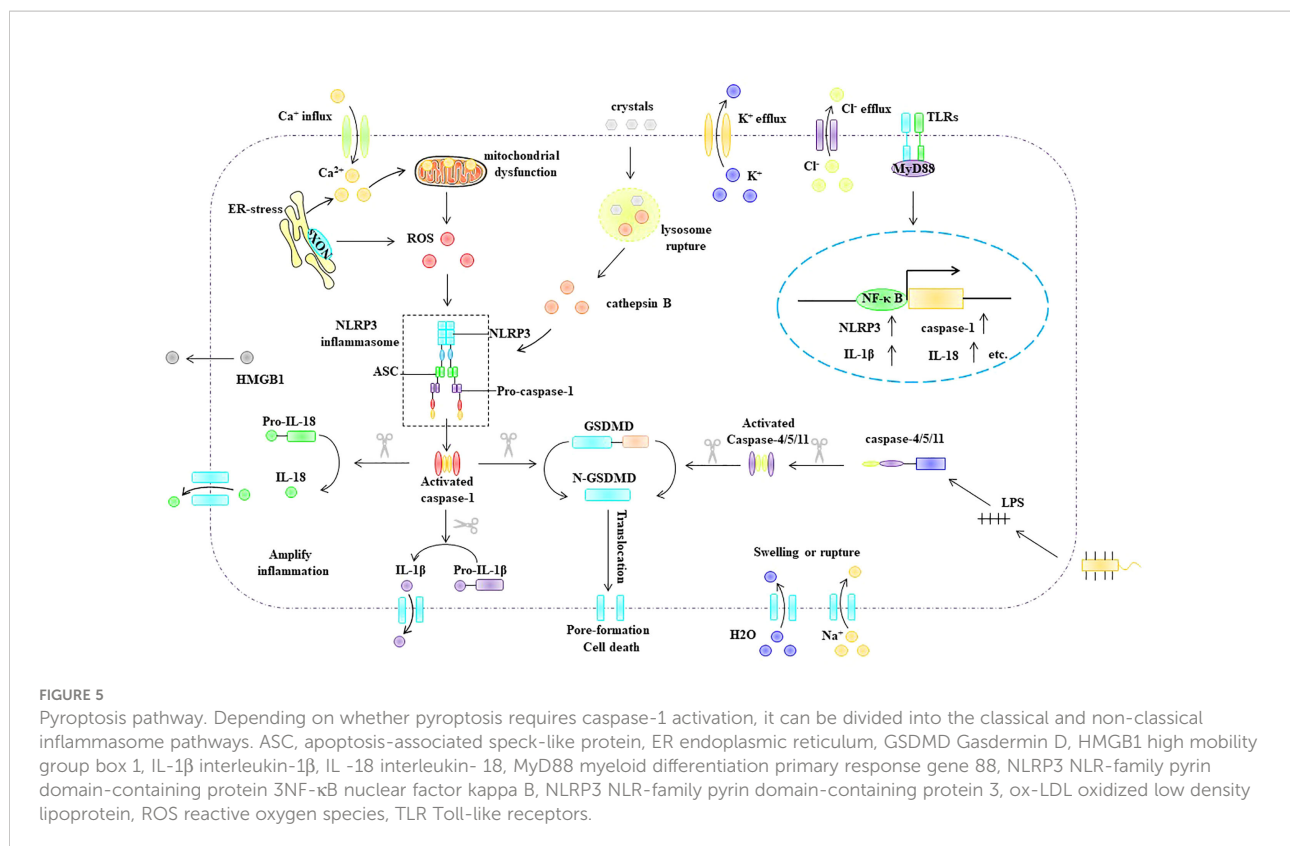 Ca⁺ influx
crystals
K⁺ efflux
Cl⁻ efflux
TLRs
MyD88
Ca²⁺
mitochondrial
dysfunction
K⁺
Cl⁻
ER-stress
NOXs
ROS
lysosome
rupture
cathepsin B
NF-κ B
NLRP3
caspase-1
IL-1β
IL-18
etc.
NLRP3
inflammasome
NLRP3
ASC
Pro-caspase-1
HMGB1
Pro-IL-18
IL-18
Activated
caspase-1
GSDMD
N-GSDMD
Activated
Caspase-4/5/11
caspase-4/5/11
LPS
Translocation
Amplify
inflammation
IL-1β
Pro-IL-1β
Swelling or rupture
Pore-formation
Cell death
H2O
Na⁺
FIGURE 5
Pyroptosis pathway. Depending on whether pyroptosis requires caspase-1 activation, it can be divided into the classical and non-classical
inflammasome pathways. ASC, apoptosis-associated speck-like protein, ER endoplasmic reticulum, GSDMD Gasdermin D, HMGB1 high mobility
group box 1, IL-1β interleukin-1β, IL -18 interleukin- 18, MyD88 myeloid differentiation primary response gene 88, NLRP3 NLR-family pyrin
domain-containing protein 3NF-κB nuclear factor kappa B, NLRP3 NLR-family pyrin domain-containing protein 3, ox-LDL oxidized low density
lipoprotein, ROS reactive oxygen species, TLR Toll-like receptors.